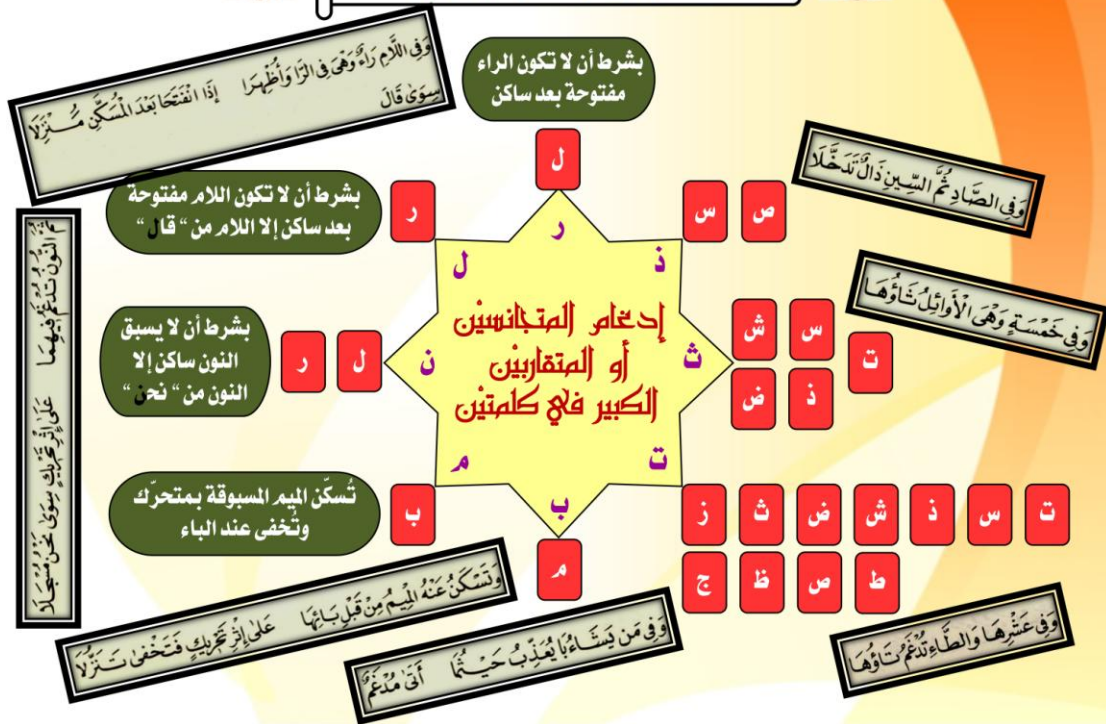 وَفِي اللَّامِ رَاءٌ وَهْيَ فِي الرَّا وَأُظْهِرَا إِذَا انْفَتَحَا بَعْدَ الْمُسَكَّنِ مُنْزَلَا
سِوَى قَالَ
بشرط أن لا تكون الراء
مفتوحة بعد ساكن
ل
وَفِي الصَّادِ ثُمَّ السِّينِ ذَالٌ تَدَخَّلَا
بشرط أن لا تكون اللام مفتوحة
بعد ساكن إلا اللام من “ قال “
ر
ص س
ر
ذ
ل
ثُمَّ النُّونُ تُدْغَمُ فِيهِمَا عَلَى إِثْرِ تَحْرِيكٍ سِوَى نَحْنُ مُسْجَلَا
وَفِي خَمْسَةٍ وَهْيَ الْأَوَائِلُ ثَاؤُهَا
إدغام المتجانسين
أو المتقاربين
الكبير في كلمتين
بشرط أن لا يسبق
النون ساكن إلا
النون من “ نحن “
ل ر
ن
ث
ت س ش
ذ ض
ت
م
ب
تُسكّن الميم المسبوقة بمتحرّك
وتُخفى عند الباء
ب
م
ت س ذ ش ض ث ز
ط ص ظ ج
وَتَسْكُنُ عَنْهُ الْمِيمُ مِنْ قَبْلِ بَائِهَا عَلَى إِثْرِ تَحْرِيكٍ فَتَخْفَى تَنَزُّلَا
وَفِي مَن يَشَاءُ بَا يُعَذِّبُ حَيْثُمَا أَتَى مُدْغَمٌ
وَفِي عَشْرِهَا وَالطَّاءِ تُدْغَمُ تَاؤُهَا